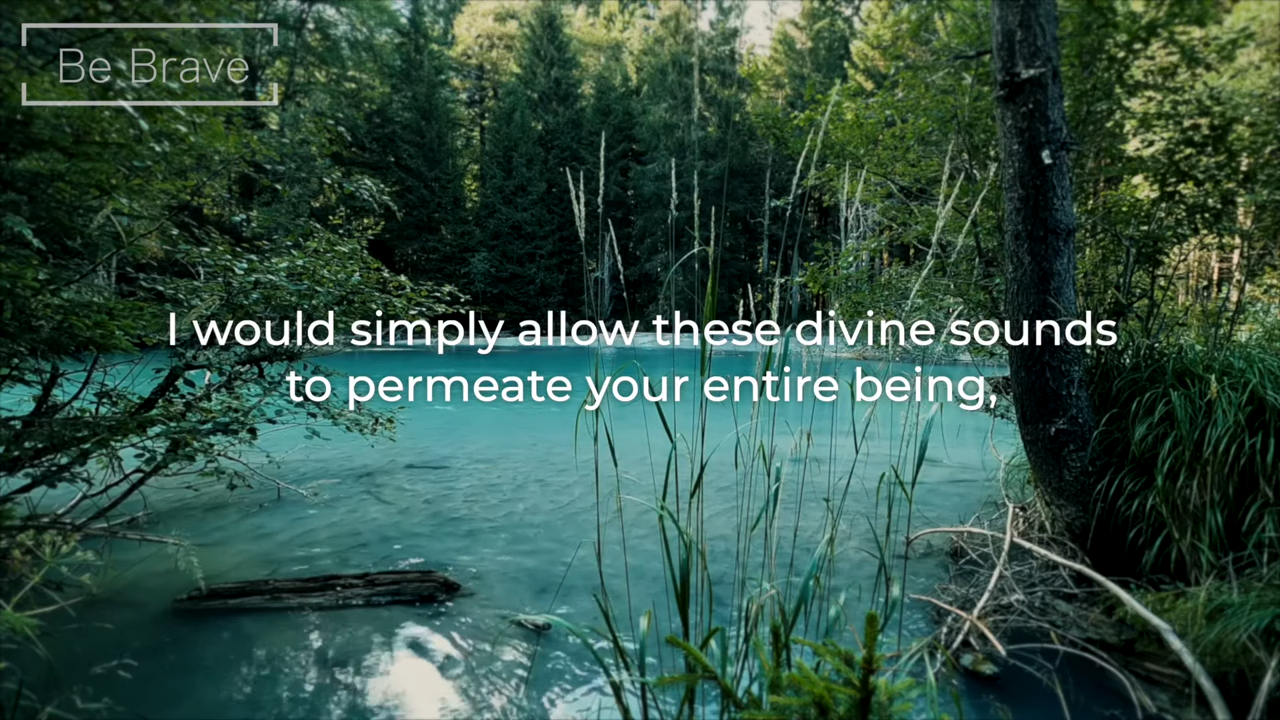 Be Brave
I would simply allow these divine sounds
to permeate your entire being,